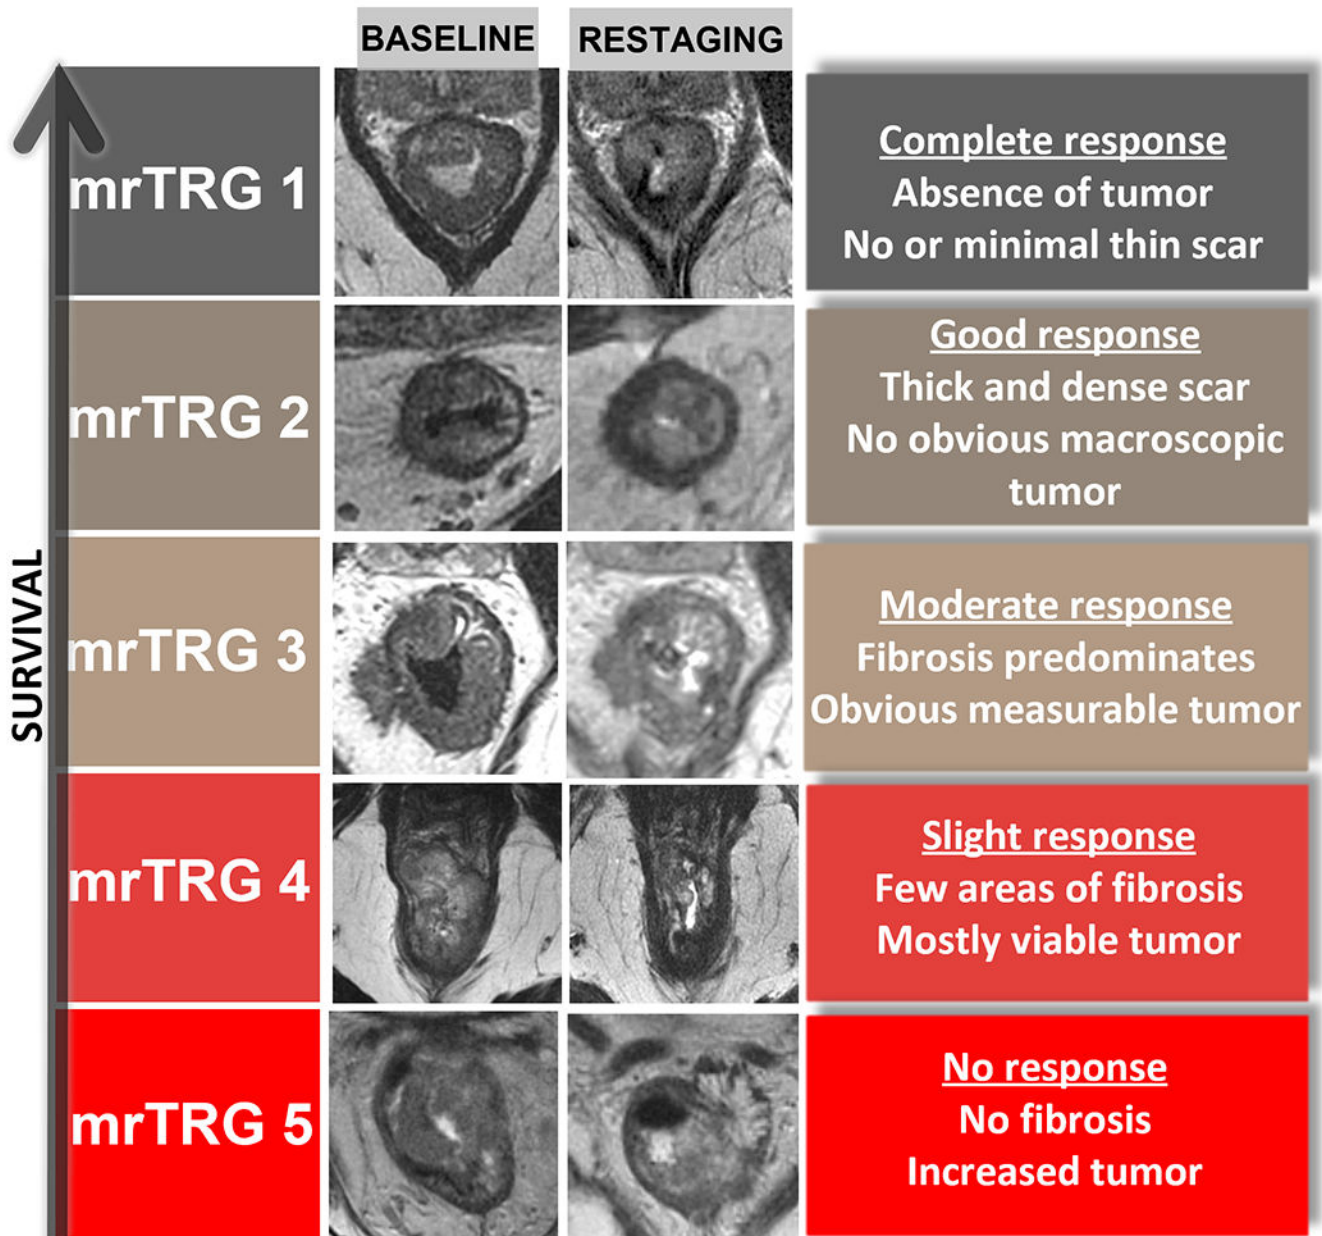 BASELINE
RESTAGING
mrTRG 1
Complete response
Absence of tumor
No or minimal thin scar
mrTRG 2
Good response
Thick and dense scar
No obvious macroscopic
tumor
SURVIVAL
mrTRG 3
Moderate response
Fibrosis predominates
Obvious measurable tumor
mrTRG 4
Slight response
Few areas of fibrosis
Mostly viable tumor
mrTRG 5
No response
No fibrosis
Increased tumor